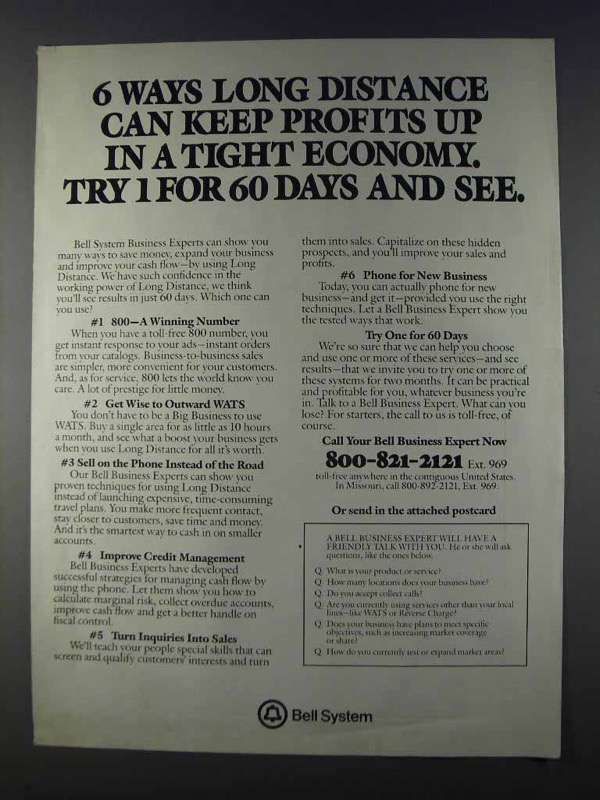 6 WAYS LONG DISTANCE
CAN KEEP PROFITS UP
IN A TIGHT ECONOMY.
TRY 1 FOR 60 DAYS AND SEE.
Bell System Business Experts can show you
many ways to save money, expand your business
and improve your cash flow—by using Long
Distance. We have such confidence in the
working power of Long Distance, we think
you'll see results in just 60 days. Which one can
you use?
#1 800—A Winning Number
When you have a toll-free 800 number, you
get instant response to your ads—instant orders
from your catalogs. Business-to-business sales
are simpler, more convenient for your customers.
And, as for service, 800 lets the world know you
care. A lot of prestige for little money.
#2 Get Wise to Outward WATS
You don't have to be a Big Business to use
WATS. Buy a single area for as little as 10 hours
a month, and see what a boost your business gets
when you use Long Distance for all it's worth.
#3 Sell on the Phone Instead of the Road
Our Bell Business Experts can show you
proven techniques for using Long Distance
instead of launching expensive, time-consuming
travel plans. You make more frequent contact,
stay closer to customers, save time and money.
And it's the smartest way to cash in on smaller
accounts.
#4 Improve Credit Management
Bell Business Experts have developed
successful strategies for managing cash flow by
using the phone. Let them show you how to
calculate marginal risk, collect overdue accounts,
improve cash flow and get a better handle on
fiscal control.
#5 Turn Inquiries Into Sales
We'll teach your people special skills that can
screen and qualify customers' interests and turn
them into sales. Capitalize on these hidden
prospects, and you'll improve your sales and
profits.
#6 Phone for New Business
Today, you can actually phone for new
business—and get it—provided you use the right
techniques. Let a Bell Business Expert show you
the tested ways that work.
Try One for 60 Days
We're so sure that we can help you choose
and use one or more of these services—and see
results—that we invite you to try one or more of
these systems for two months. It can be practical
and profitable for you, whatever business you're
in. Talk to a Bell Business Expert. What can you
lose? For starters, the call to us is toll-free, of
course.
Call Your Bell Business Expert Now
800-821-2121 Ext. 969
toll-free anywhere in the contiguous United States.
In Missouri, call 800-892-2121, Ext. 969.
Or send in the attached postcard
A BELL BUSINESS EXPERT WILL HAVE A
FRIENDLY TALK WITH YOU. He or she will ask
questions, like the ones below.
Q. What is your product or service?
Q. How many locations does your business have?
Q. Do you accept collect calls?
Q. Are you currently using services other than your local
lines—like WATS or Reverse Charge?
Q. Does your business have plans to meet specific
objectives, such as increasing market coverage
or share?
Q. How do you currently test or expand market areas?
Bell System